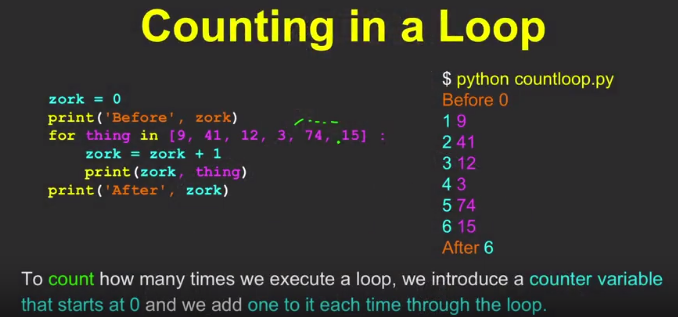 Counting in a Loop
zork = 0
print('Before', zork)
for thing in [9, 41, 12, 3, 74, 15] :
    zork = zork + 1
    print(zork, thing)
print('After', zork)
$ python countloop.py
Before 0
1 9
2 41
3 12
4 3
5 74
6 15
After 6
To count how many times we execute a loop, we introduce a counter variable
that starts at 0 and we add one to it each time through the loop.